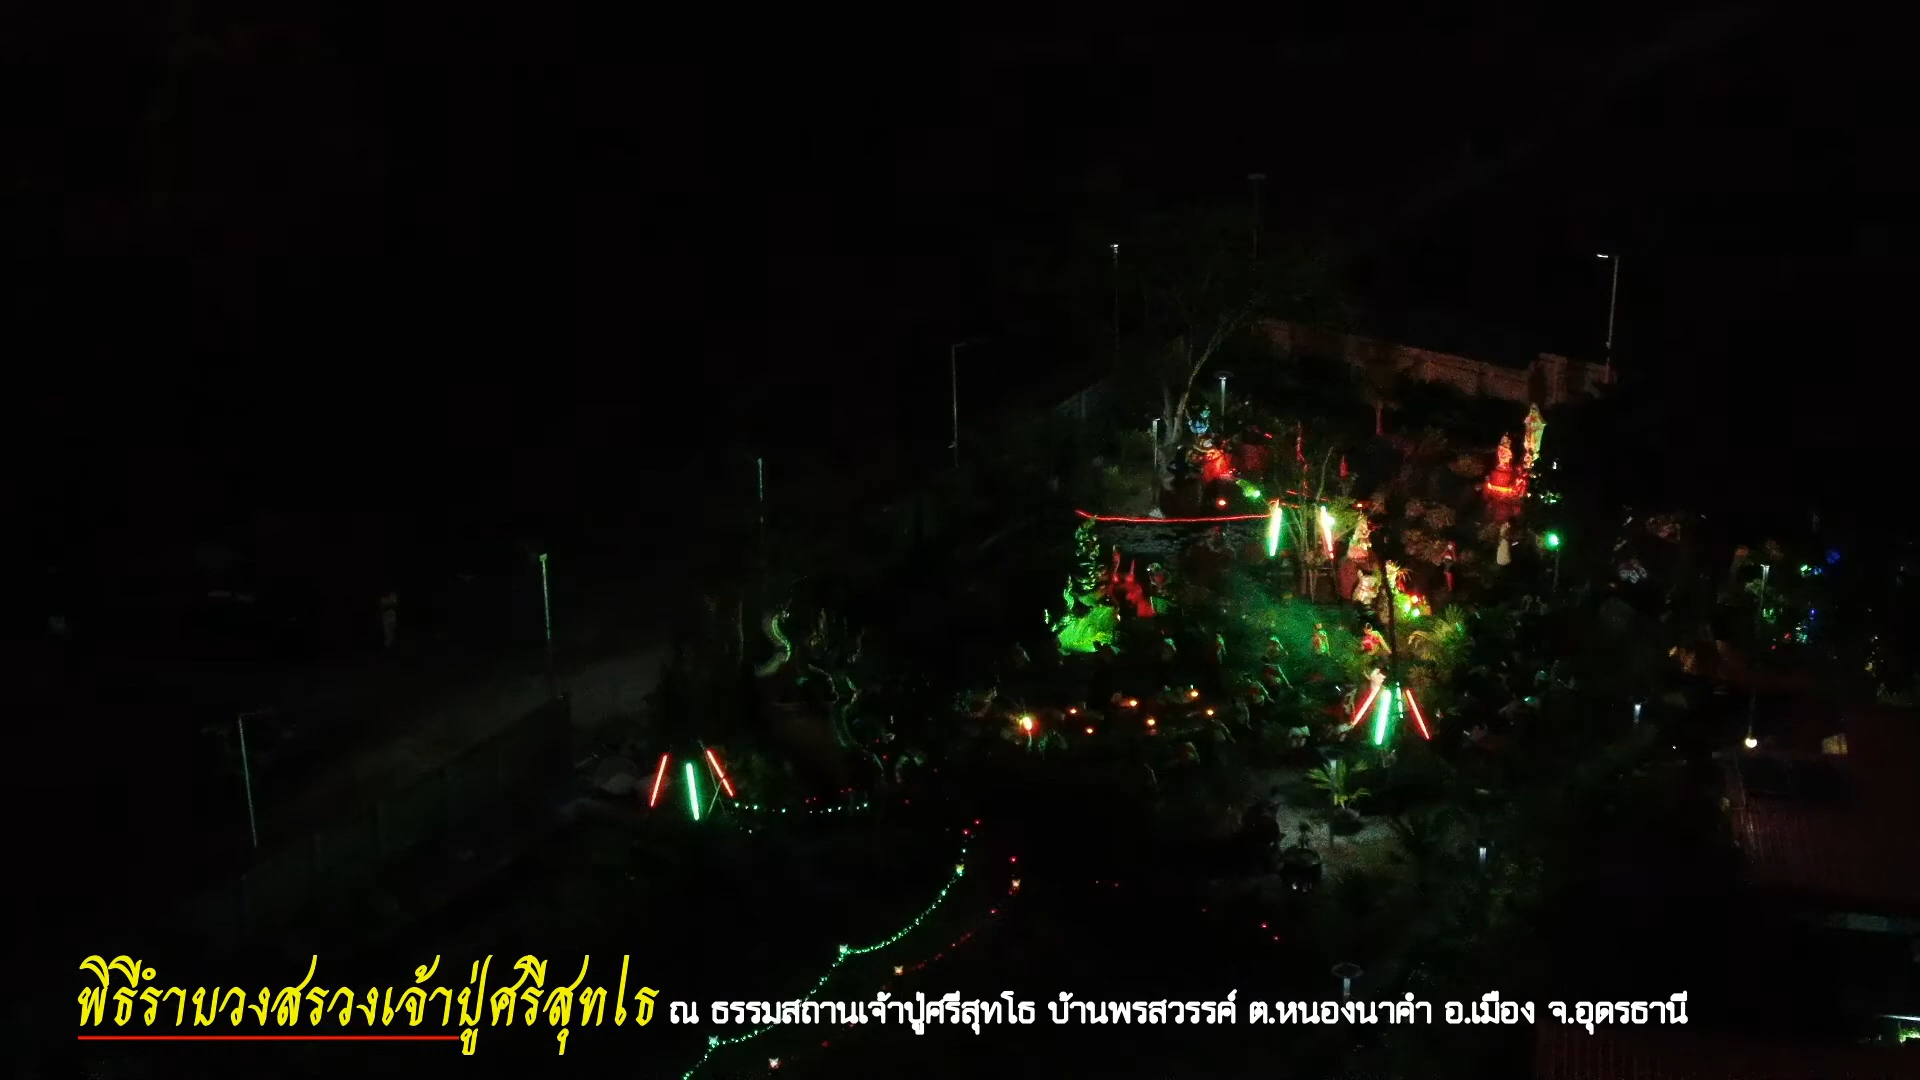 พิธีรำบวงสรวงเจ้าปู่ศรีสุทโธ ณ ธรรมสถานเจ้าปู่ศรีสุทโธ บ้านพรสวรรค์ ต.หนองนาคำ อ.เมือง จ.อุดรธานี